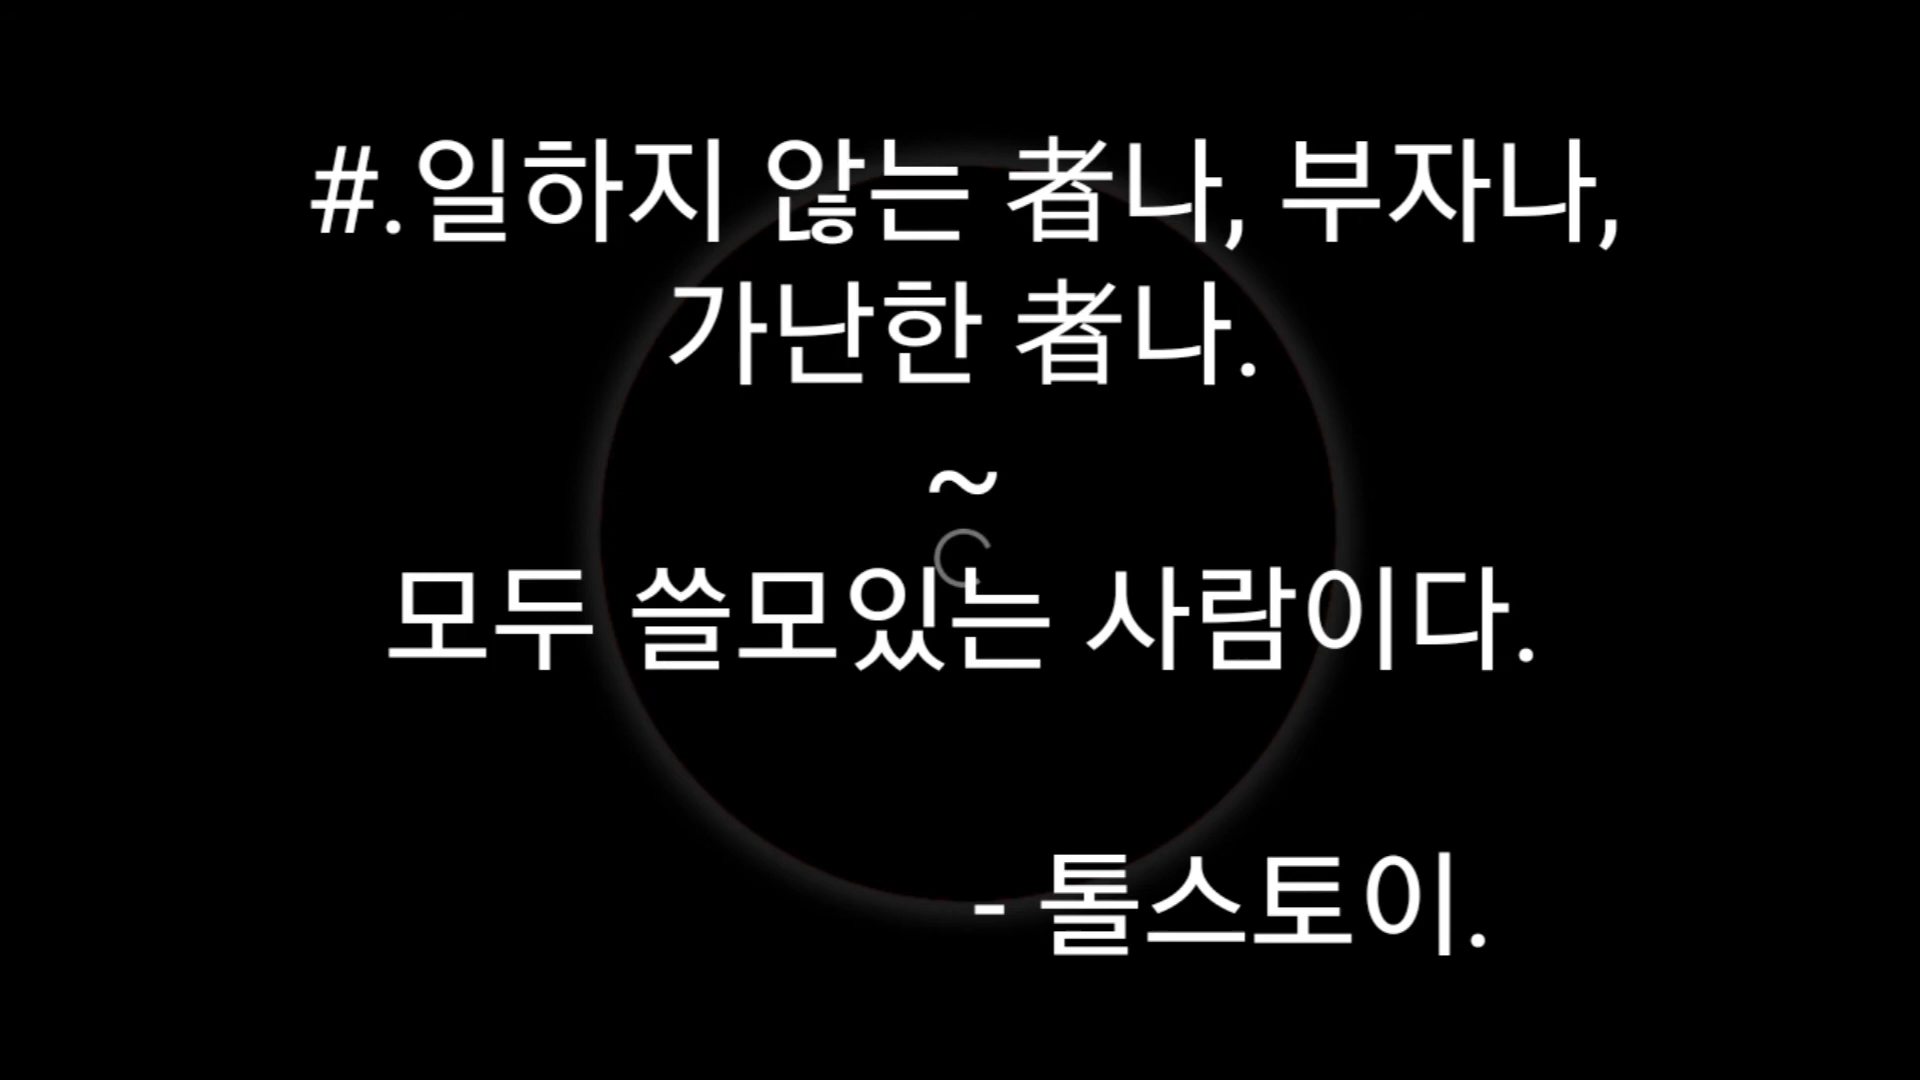 #.일하지 않는 者나, 부자나,
가난한 者나.
~
모두 쓸모있는 사람이다.
- 톨스토이.